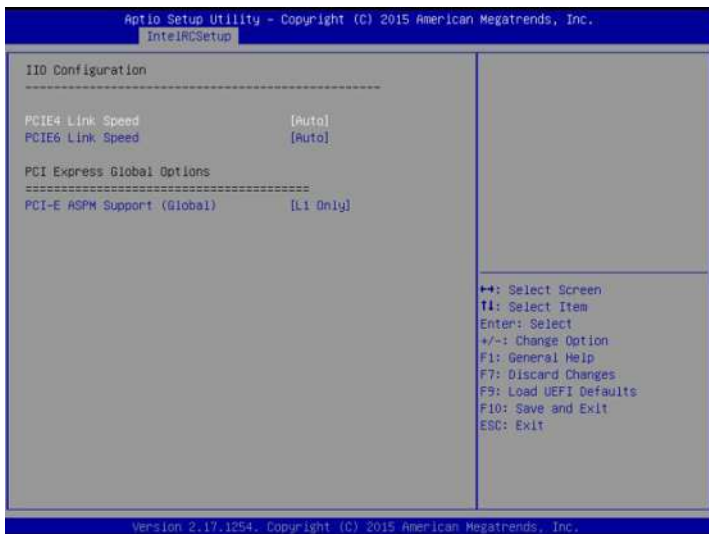 Aptio Setup Utility - Copyright (C) 2015 American Megatrends, Inc.
IntelRCSetup
IIO Configuration
--------------------------------------------------
PCIE4 Link Speed [Auto]
PCIE6 Link Speed [Auto]
PCI Express Global Options
========================================
PCI-E ASPM Support (Global) [L1 Only]
↔: Select Screen
↑↓: Select Item
Enter: Select
+/-: Change Option
F1: General Help
F7: Discard Changes
F9: Load UEFI Defaults
F10: Save and Exit
ESC: Exit
Version 2.17.1254. Copyright (C) 2015 American Megatrends, Inc.